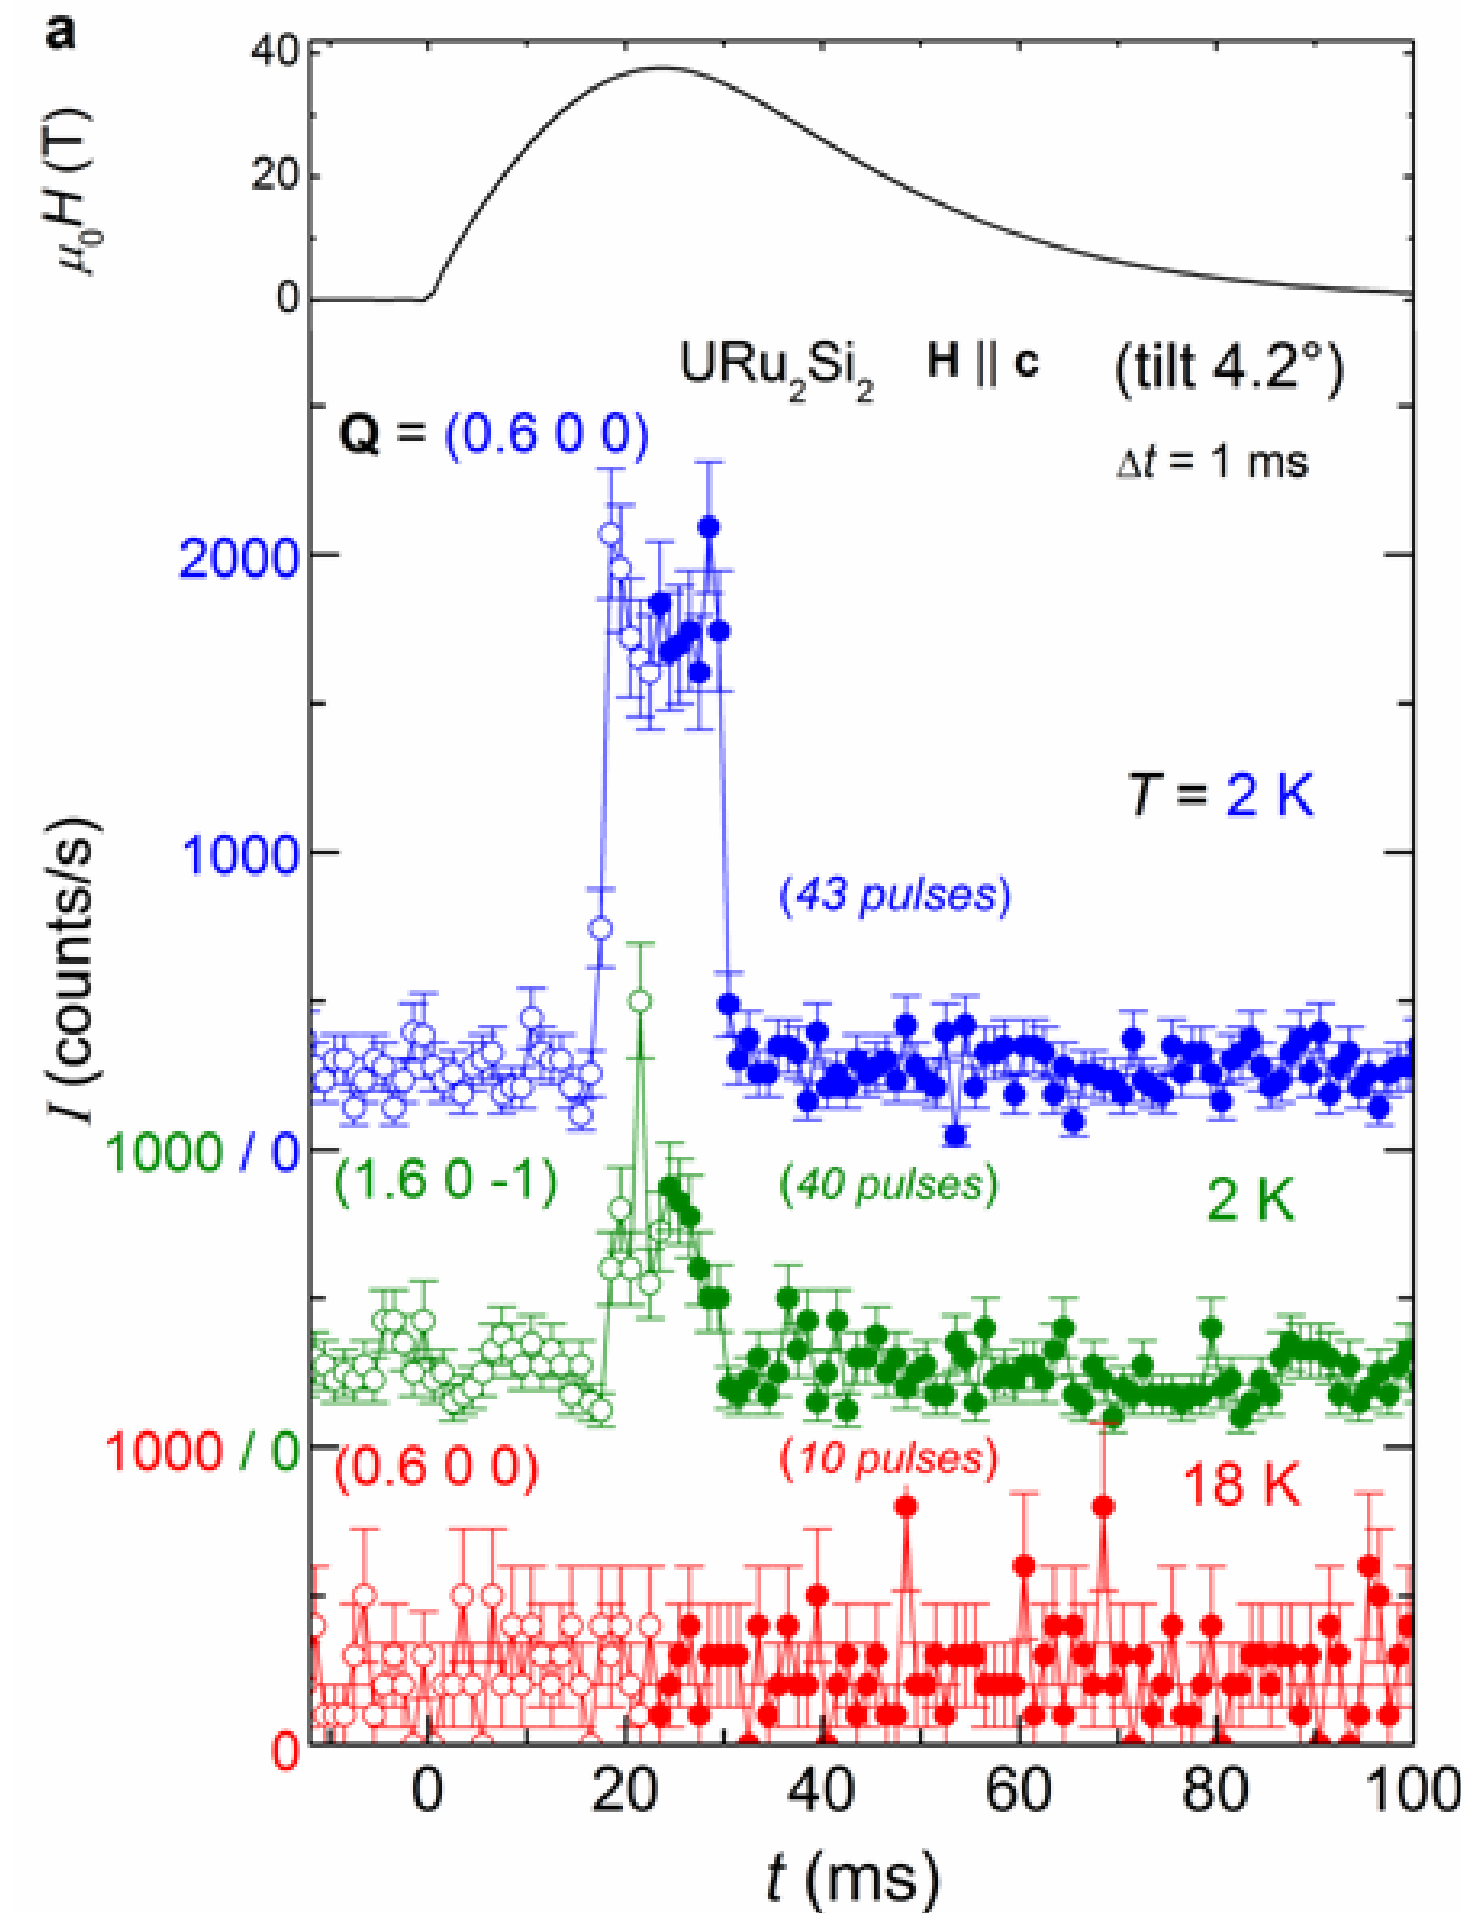 a
40
20
0
μ₀H (T)
URu₂Si₂ H || c (tilt 4.2°)
Q = (0.6 0 0)
Δt = 1 ms
2000
T = 2 K
1000
(43 pulses)
I (counts/s)
1000 / 0
(1.6 0 -1) (40 pulses) 2 K
1000 / 0
(0.6 0 0) (10 pulses) 18 K
0
0 20 40 60 80 100
t (ms)